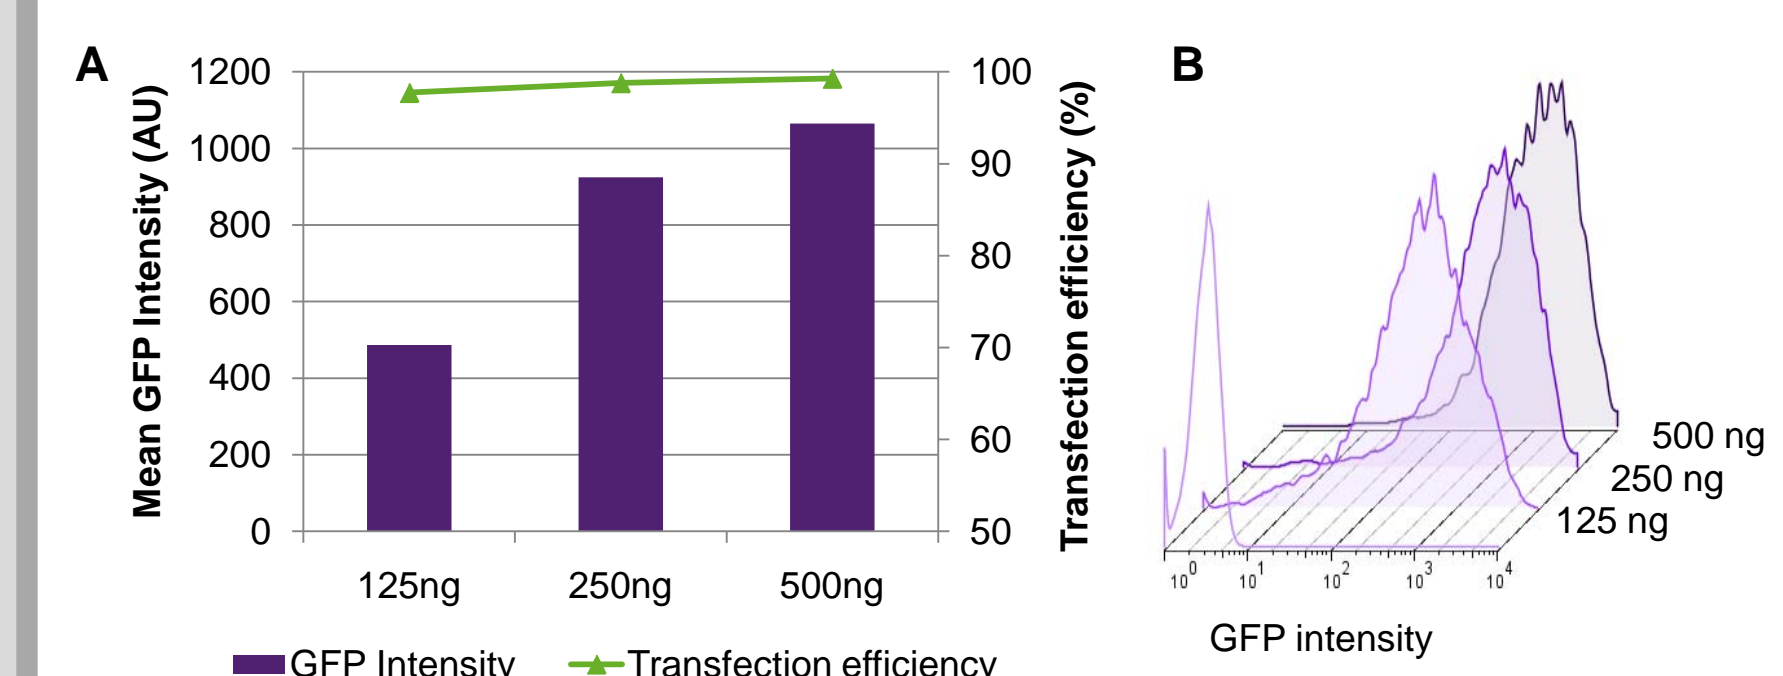 A
Mean GFP Intensity (AU)
1200
1000
800
600
400
200
0
100
90
80
70
60
50
Transfection efficiency (%)
125ng 250ng 500ng
GFP Intensity Transfection efficiency
B
500 ng
250 ng
125 ng
10^0 10^1 10^2 10^3 10^4
GFP intensity